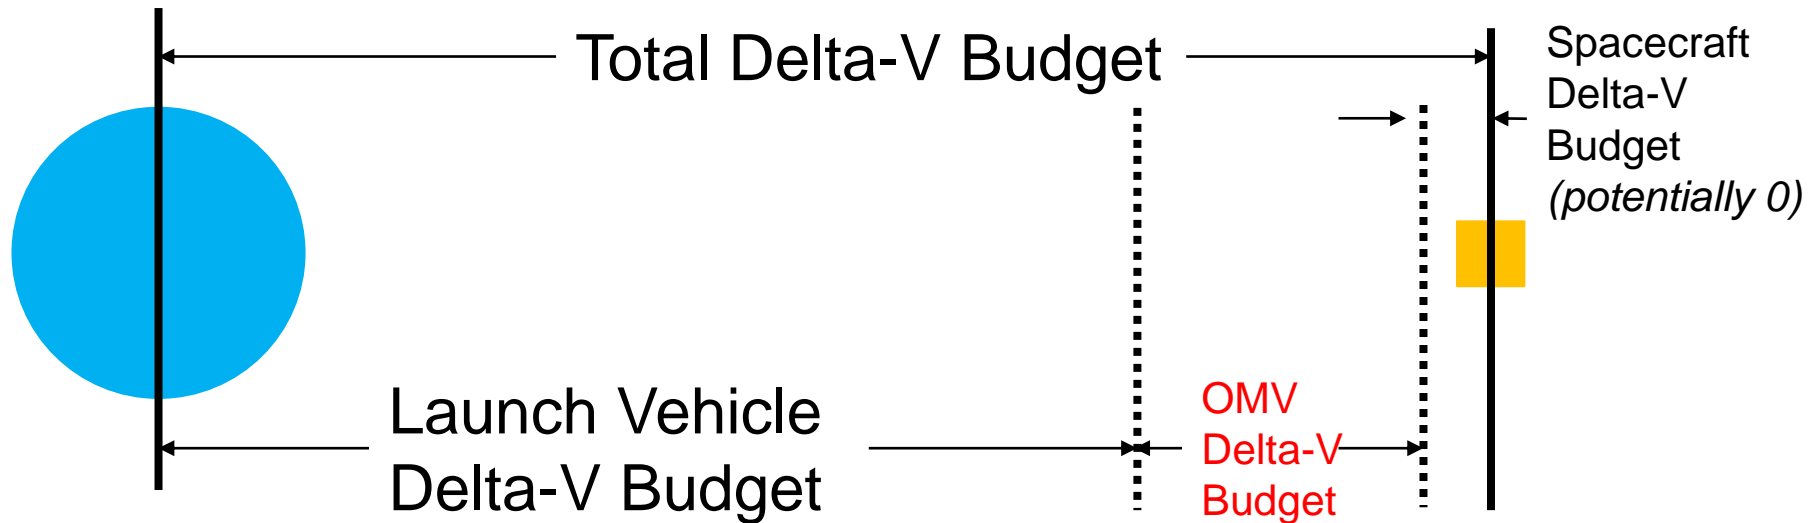 Total Delta-V Budget
Spacecraft
Delta-V
Budget
(potentially 0)
Launch Vehicle
Delta-V Budget
OMV
Delta-V
Budget